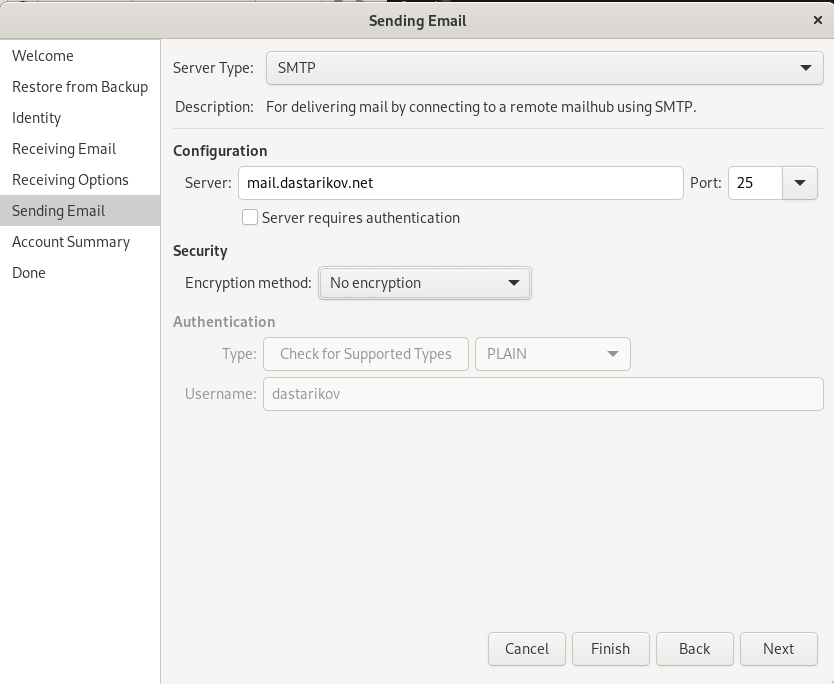 Sending Email
Welcome
Restore from Backup
Identity
Receiving Email
Receiving Options
Sending Email
Account Summary
Done
Server Type: SMTP
Description: For delivering mail by connecting to a remote mailhub using SMTP.
Configuration
Server: mail.dastarikov.net Port: 25
Server requires authentication
Security
Encryption method: No encryption
Authentication
Type: Check for Supported Types PLAIN
Username: dastarikov
Cancel Finish Back Next